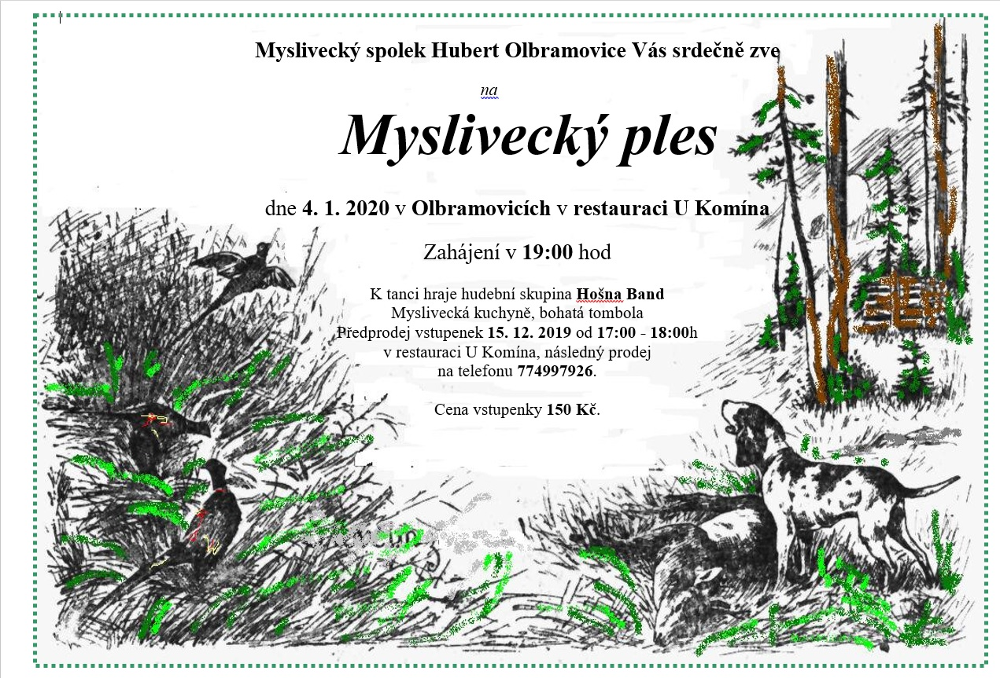 Myslivecký spolek Hubert Olbramovice Vás srdečně zve
na
Myslivecký ples
dne 4. 1. 2020 v Olbramovicích v restauraci U Komína
Zahájení v 19:00 hod
K tanci hraje hudební skupina Hošna Band
Myslivecká kuchyně, bohatá tombola
Předprodej vstupenek 15. 12. 2019 od 17:00 - 18:00h
v restauraci U Komína, následný prodej
na telefonu 774997926.
Cena vstupenky 150 Kč.